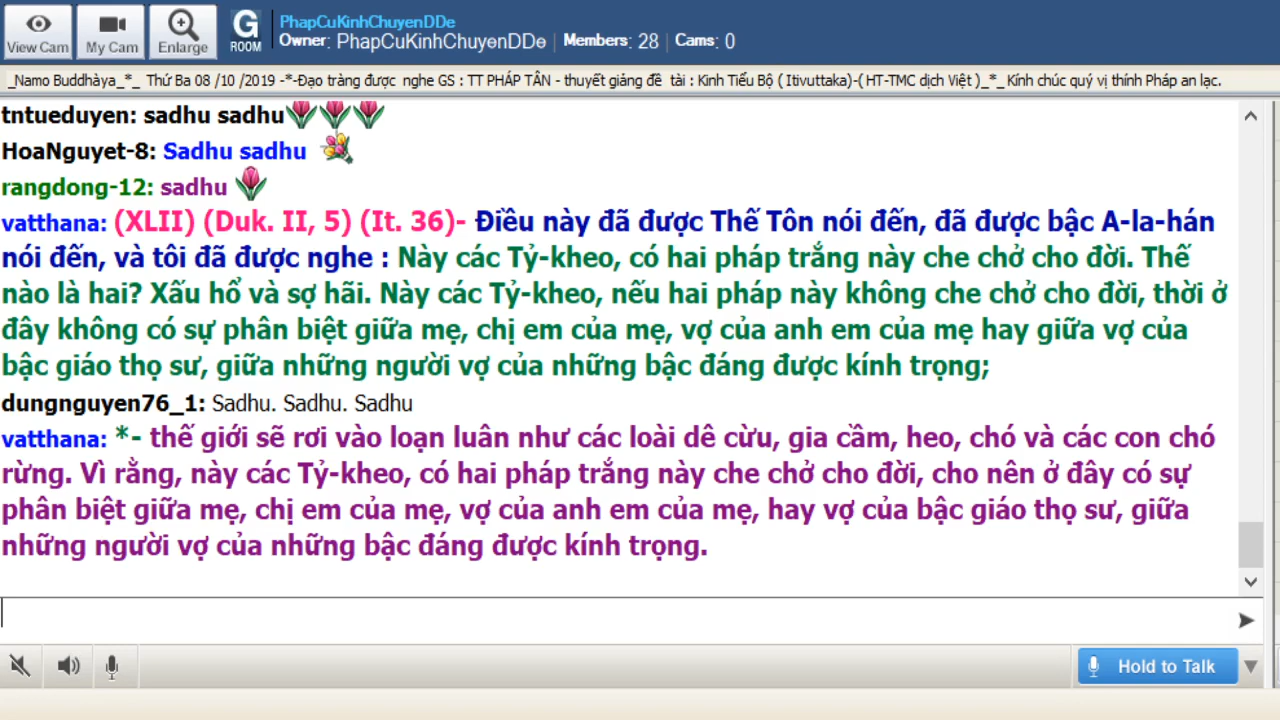 View Cam
My Cam
Enlarge
G
ROOM
PhapCuKinhChuyenDDe
Owner: PhapCuKinhChuyenDDe | Members: 28 | Cams: 0
_Namo Buddhàya_*_ Thứ Ba 08 /10 /2019 -*-Đạo tràng được nghe GS : TT PHÁP TÂN - thuyết giảng đề tài : Kinh Tiểu Bộ ( Itivuttaka)-( HT-TMC dịch Việt )_*_Kính chúc quý vị thính Pháp an lạc.
tntueduyen: sadhu sadhu
HoaNguyet-8: Sadhu sadhu
rangdong-12: sadhu
vatthana: (XLII) (Duk. II, 5) (It. 36)- Điều này đã được Thế Tôn nói đến, đã được bậc A-la-hán
nói đến, và tôi đã được nghe : Này các Tỷ-kheo, có hai pháp trắng này che chở cho đời. Thế
nào là hai? Xấu hổ và sợ hãi. Này các Tỷ-kheo, nếu hai pháp này không che chở cho đời, thời ở
đây không có sự phân biệt giữa mẹ, chị em của mẹ, vợ của anh em của mẹ hay giữa vợ của
bậc giáo thọ sư, giữa những người vợ của những bậc đáng được kính trọng;
dungnguyen76_1: Sadhu. Sadhu. Sadhu
vatthana: *- thế giới sẽ rơi vào loạn luân như các loài dê cừu, gia cầm, heo, chó và các con chó
rừng. Vì rằng, này các Tỷ-kheo, có hai pháp trắng này che chở cho đời, cho nên ở đây có sự
phân biệt giữa mẹ, chị em của mẹ, vợ của anh em của mẹ, hay vợ của bậc giáo thọ sư, giữa
những người vợ của những bậc đáng được kính trọng.
Hold to Talk